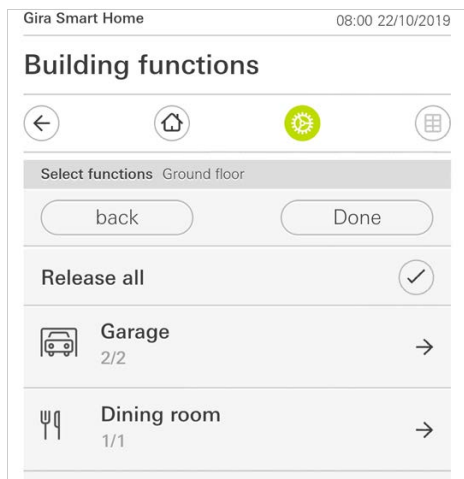 Gira Smart Home 08:00 22/10/2019
Building functions
Select functions Ground floor
back Done
Release all
Garage
2/2
Dining room
1/1